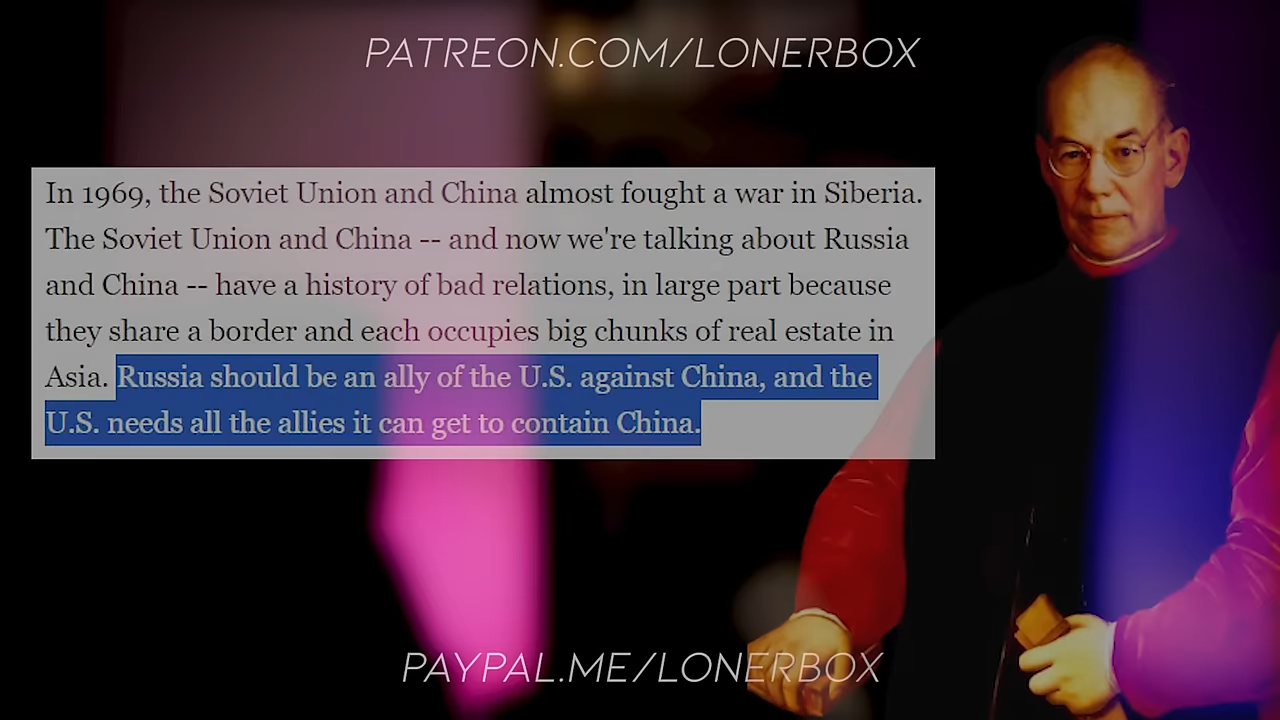 PATREON.COM/LONERBOX
In 1969, the Soviet Union and China almost fought a war in Siberia.
The Soviet Union and China -- and now we're talking about Russia
and China -- have a history of bad relations, in large part because
they share a border and each occupies big chunks of real estate in
Asia. Russia should be an ally of the U.S. against China, and the
U.S. needs all the allies it can get to contain China.
PAYPAL.ME/LONERBOX